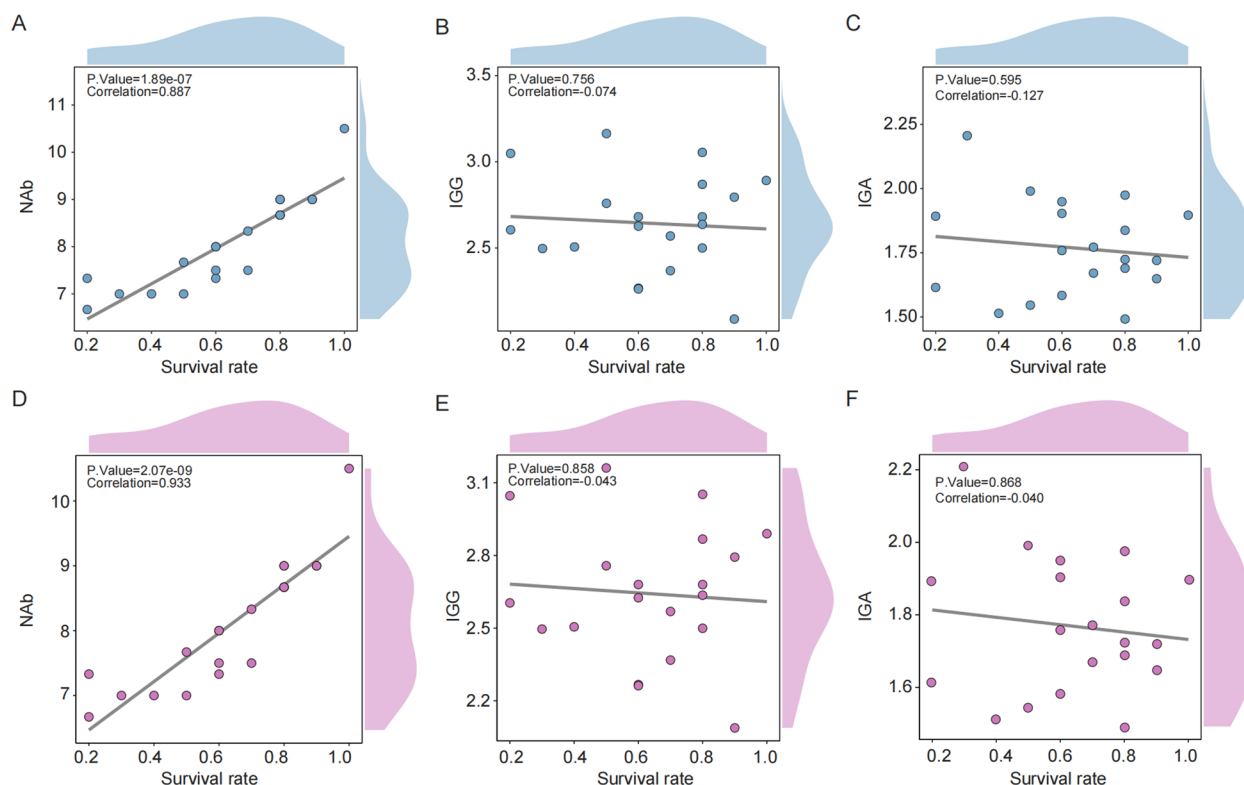 A
P.Value=1.89e-07
Correlation=0.887
11
10
9
8
7
NAb
0.2 0.4 0.6 0.8 1.0
Survival rate
B
P.Value=0.756
Correlation=-0.074
3.5
3.0
2.5
IGG
0.2 0.4 0.6 0.8 1.0
Survival rate
C
P.Value=0.595
Correlation=-0.127
2.25
2.00
1.75
1.50
IGA
0.2 0.4 0.6 0.8 1.0
Survival rate
D
P.Value=2.07e-09
Correlation=0.933
10
9
8
7
NAb
0.2 0.4 0.6 0.8 1.0
Survival rate
E
P.Value=0.858
Correlation=-0.043
3.1
2.8
2.5
2.2
IGG
0.2 0.4 0.6 0.8 1.0
Survival rate
F
P.Value=0.868
Correlation=-0.040
2.2
2.0
1.8
1.6
IGA
0.2 0.4 0.6 0.8 1.0
Survival rate